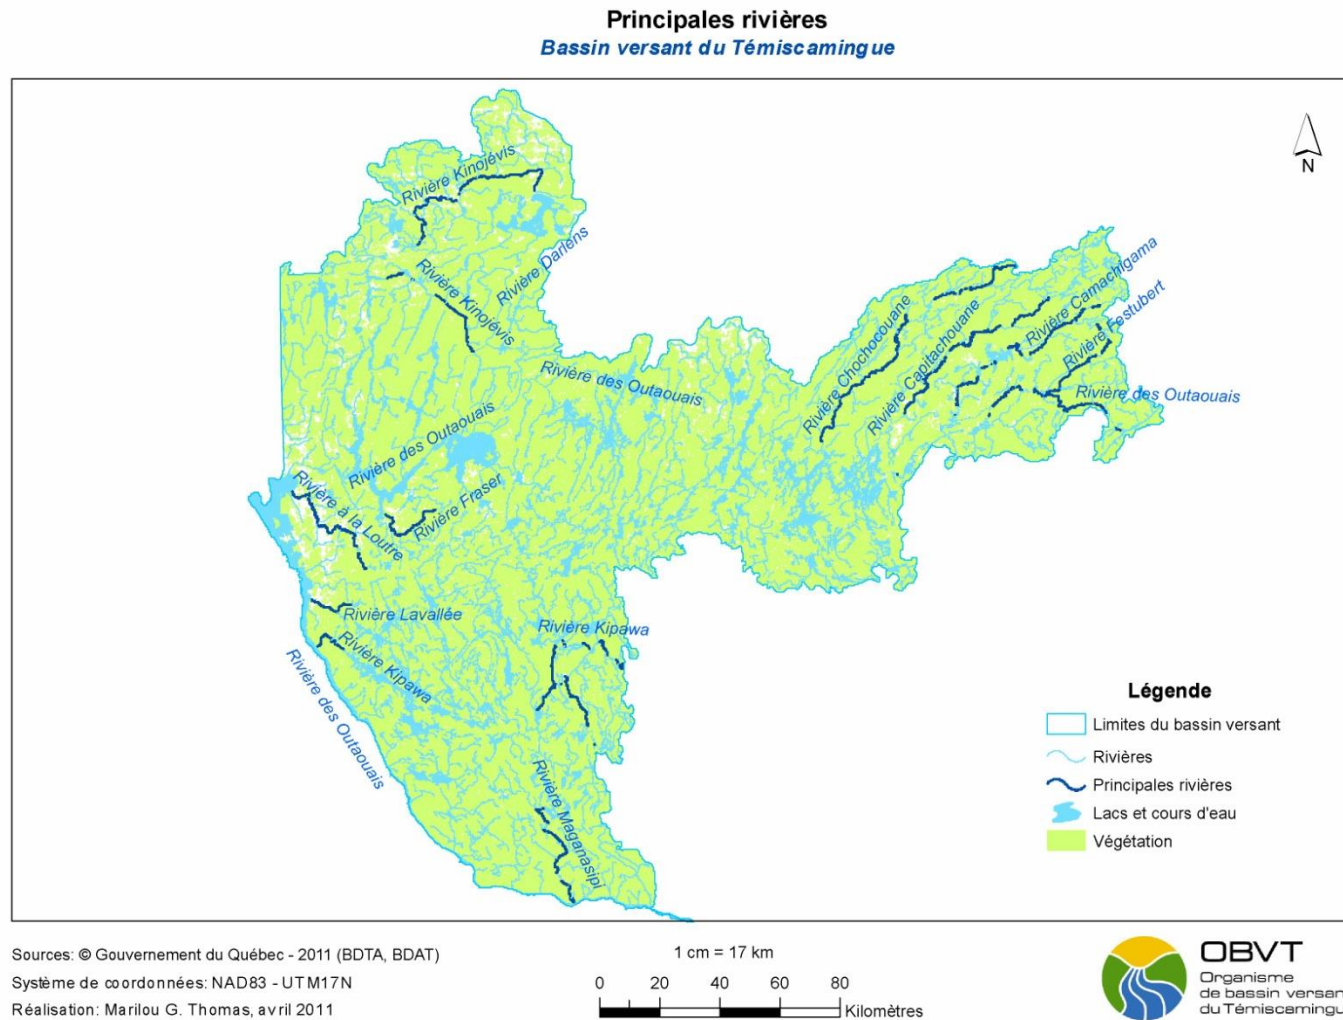 Principales rivières
Bassin versant du Témiscamingue
N
Rivière Kinojévis
Rivière Darlens
Rivière Kinojévis
Rivière Camachigama
Rivière Festubert
Rivière Chochocouane
Rivière Capitachouane
Rivière des Outaouais
Rivière des Outaouais
Rivière des Outaouais
Rivière à la Loutre
Rivière Fraser
Rivière Lavallée
Rivière Kipawa
Rivière Kipawa
Rivière des Outaouais
Rivière Maganasipi
Légende
Limites du bassin versant
Rivières
Principales rivières
Lacs et cours d'eau
Végétation
Sources: © Gouvernement du Québec - 2011 (BDTA, BDAT)
Système de coordonnées: NAD83 - UTM17N
Réalisation: Marilou G. Thomas, avril 2011
1 cm = 17 km
0 20 40 60 80
Kilomètres
OBVT
Organisme
de bassin versan
du Témiscamingu